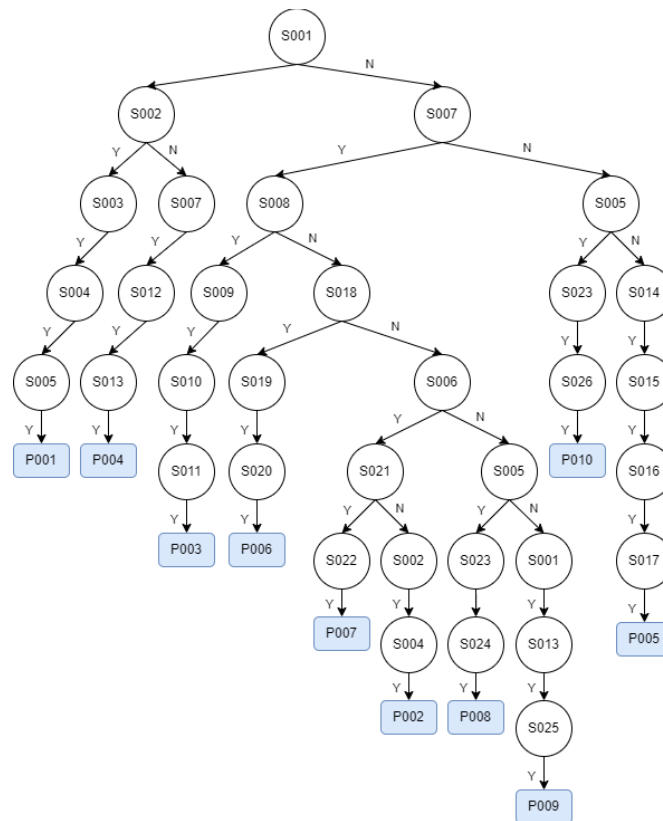 S001
N
S002
S007
Y
N
Y
N
S003
S007
S008
S005
Y
Y
Y
N
Y
N
S004
S012
S009
S018
S023
S014
Y
Y
Y
Y
N
Y
Y
S005
S013
S010
S019
S006
S026
S015
Y
Y
Y
Y
Y
N
Y
Y
P001
P004
S011
S020
S021
S005
P010
S016
Y
Y
Y
N
Y
N
Y
P003
P006
S022
S002
S023
S001
S017
Y
Y
Y
Y
Y
P007
S004
S024
S013
P005
Y
Y
Y
P002
P008
S025
Y
P009